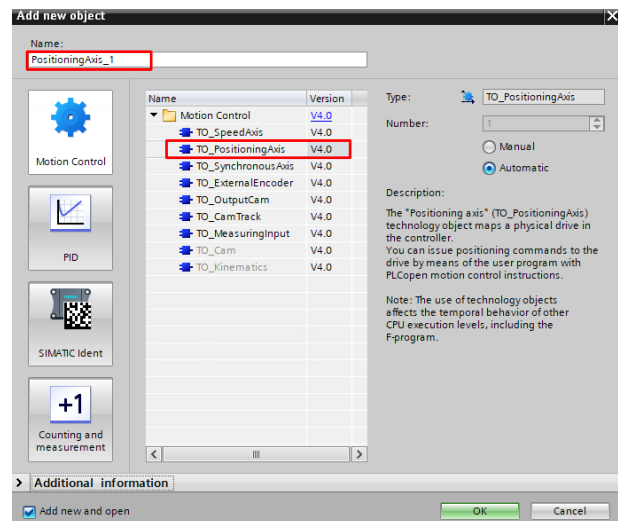 Add new object
Name:
PositioningAxis_1
Motion Control
PID
SIMATIC Ident
+1
Counting and
measurement
Name Version
Motion Control V4.0
TO_SpeedAxis V4.0
TO_PositioningAxis V4.0
TO_SynchronousAxis V4.0
TO_ExternalEncoder V4.0
TO_OutputCam V4.0
TO_CamTrack V4.0
TO_MeasuringInput V4.0
TO_Cam V4.0
TO_Kinematics V4.0
Type: TO_PositioningAxis
Number: 1
Manual
Automatic
Description:
The "Positioning axis" (TO_PositioningAxis)
technology object maps a physical drive in
the controller.
You can issue positioning commands to the
drive by means of the user program with
PLCopen motion control instructions.
Note: The use of technology objects
affects the temporal behavior of other
CPU execution levels, including the
F-program.
Additional information
Add new and open
OK Cancel